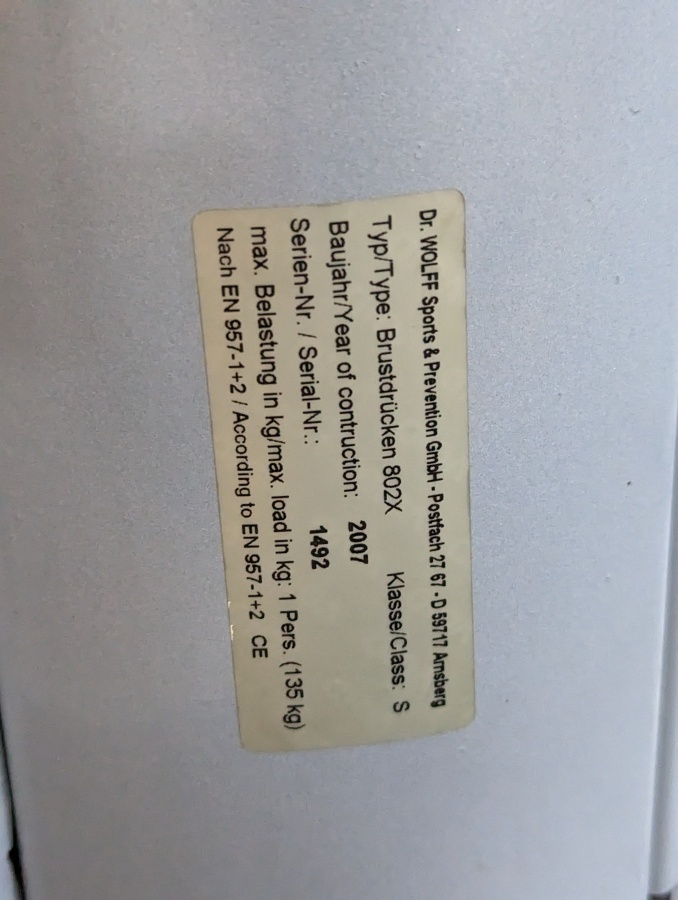 Dr. WOLFF Sports & Prevention GmbH - Postfach 27 67 - D 59717 Arnsberg
Typ/Type: Brustdrücken 802X Klasse/Class: S
Baujahr/Year of contruction: 2007
Serien-Nr. / Serial-Nr.: 1492
max. Belastung in kg/max. load in kg: 1 Pers. (135 kg)
Nach EN 957-1+2 / According to EN 957-1+2 CE